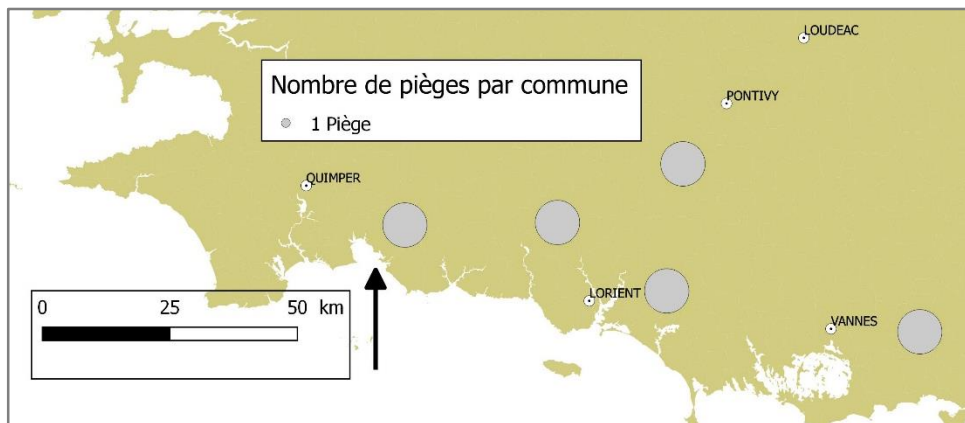 LOUDEAC
Nombre de pièges par commune
1 Piège
PONTIVY
QUIMPER
LORIENT
VANNES
0 25 50 km